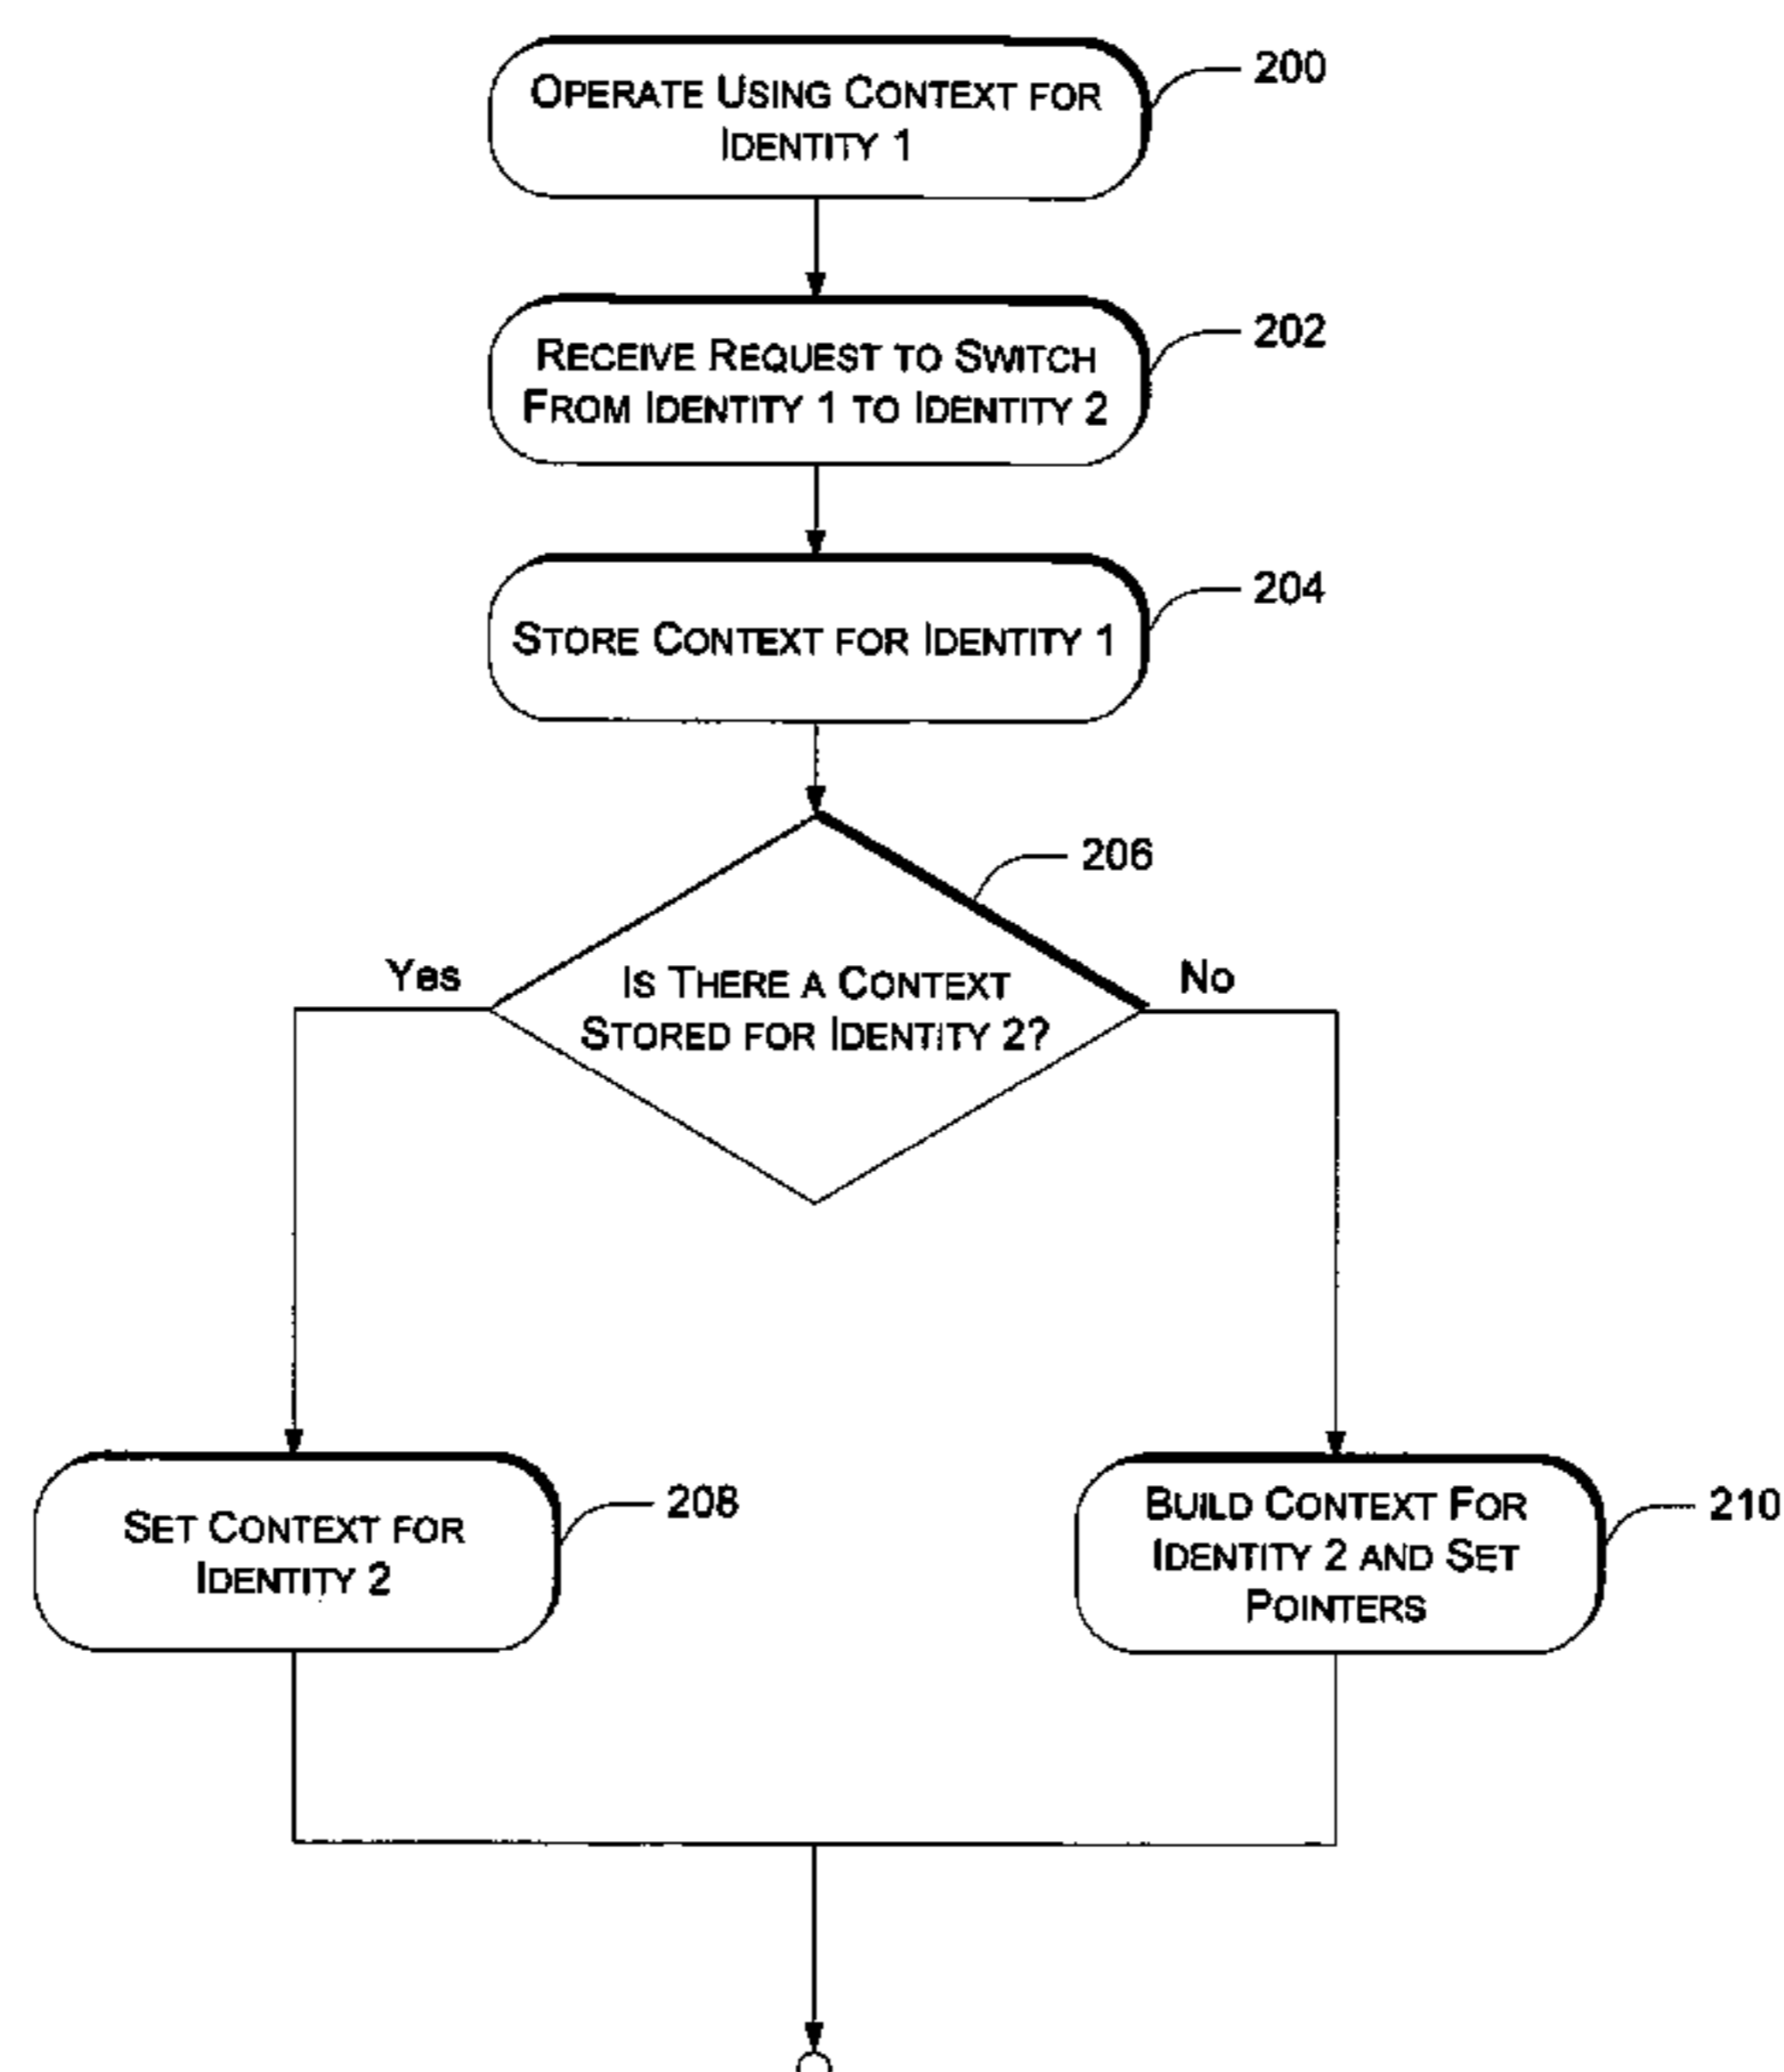 OPERATE USING CONTEXT FOR
IDENTITY 1
200
RECEIVE REQUEST TO SWITCH
FROM IDENTITY 1 TO IDENTITY 2
202
STORE CONTEXT FOR IDENTITY 1
204
206
Yes
IS THERE A CONTEXT
STORED FOR IDENTITY 2?
No
SET CONTEXT FOR
IDENTITY 2
208
BUILD CONTEXT FOR
IDENTITY 2 AND SET
POINTERS
210